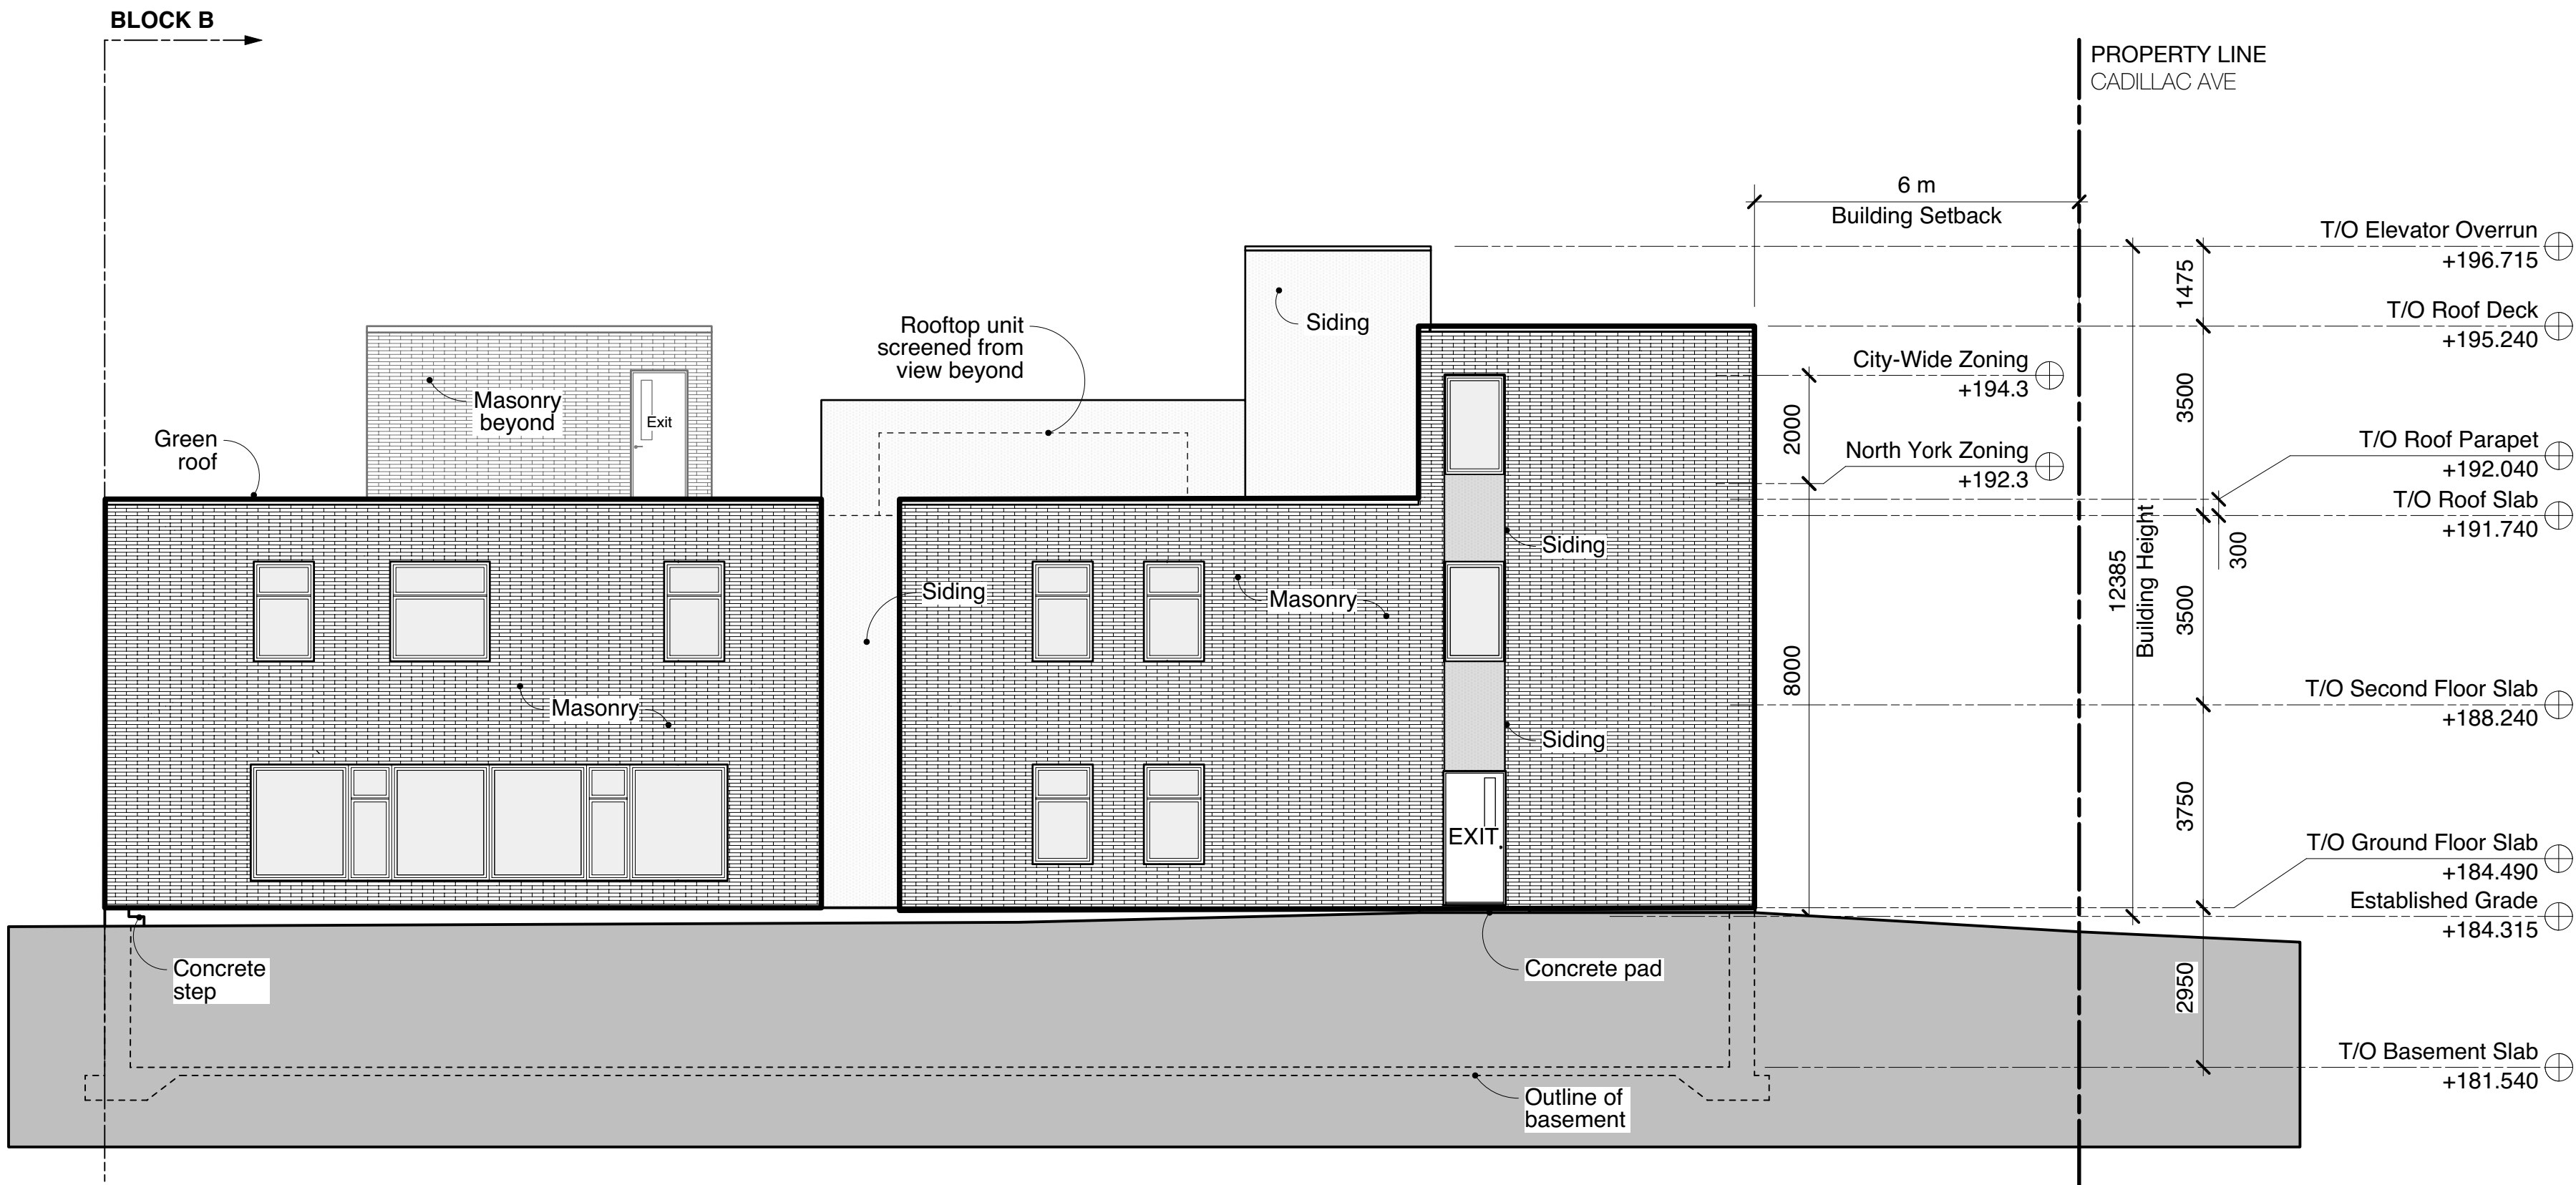 BLOCK B
PROPERTY LINE
CADILLAC AVE
6 m
Building Setback
T/O Elevator Overrun
+196.715
1475
T/O Roof Deck
+195.240
Siding
Rooftop unit
screened from
view beyond
City-Wide Zoning
+194.3
3500
Masonry
beyond
Exit
2000
Green
roof
North York Zoning
+192.3
T/O Roof Parapet
+192.040
T/O Roof Slab
+191.740
300
Siding
12385
Building Height
Siding
Masonry
3500
8000
Masonry
Siding
T/O Second Floor Slab
+188.240
3750
EXIT
T/O Ground Floor Slab
+184.490
Established Grade
+184.315
Concrete
step
Concrete pad
2950
T/O Basement Slab
+181.540
Outline of
basement